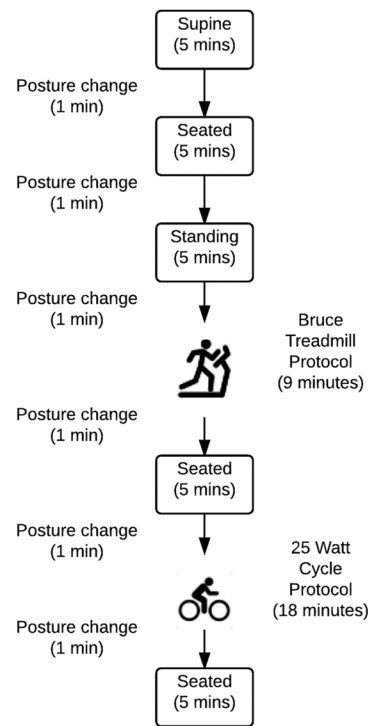 Supine
(5 mins)
Posture change
(1 min)
Seated
(5 mins)
Posture change
(1 min)
Standing
(5 mins)
Posture change
(1 min)
Bruce
Treadmill
Protocol
(9 minutes)
Posture change
(1 min)
Seated
(5 mins)
Posture change
(1 min)
25 Watt
Cycle
Protocol
(18 minutes)
Posture change
(1 min)
Seated
(5 mins)